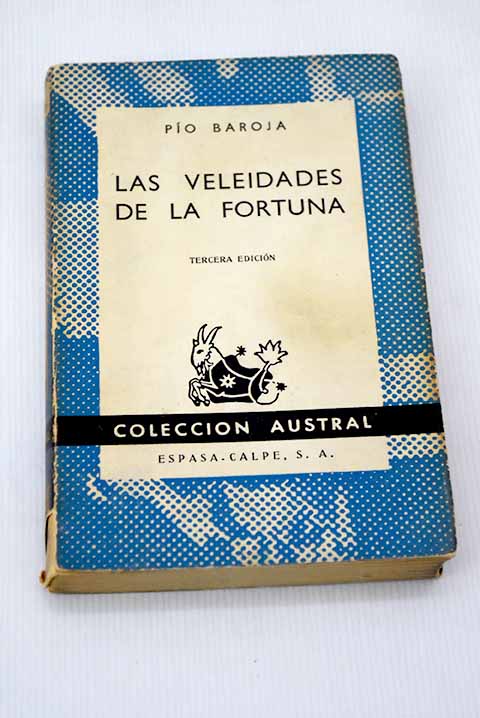 PÍO BAROJA
LAS VELEIDADES
DE LA FORTUNA
TERCERA EDICIÓN
COLECCION AUSTRAL
ESPASA-CALPE, S. A.